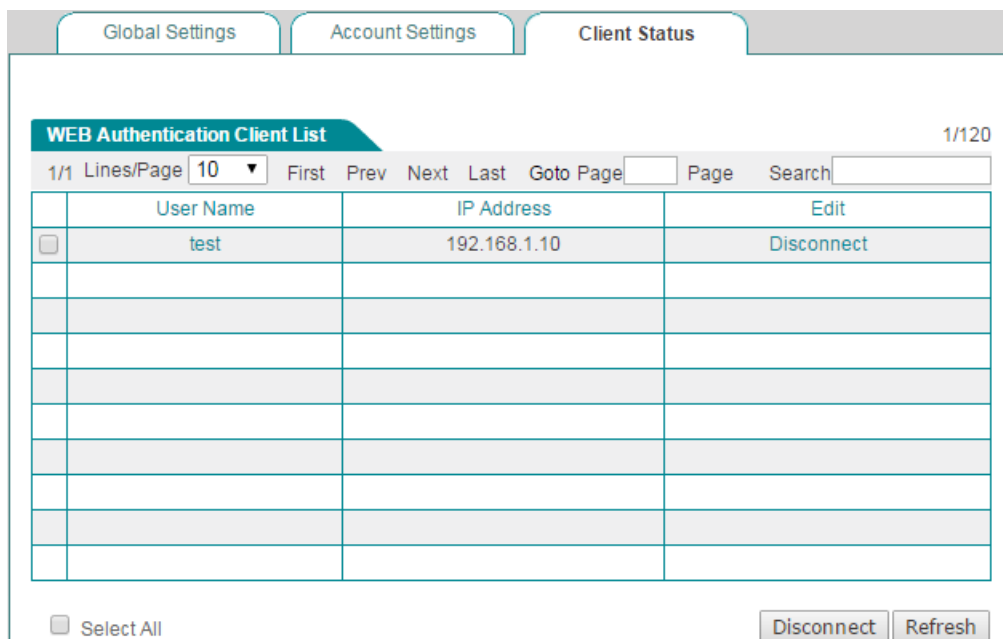 Global Settings Account Settings Client Status
WEB Authentication Client List 1/120
1/1 Lines/Page 10 First Prev Next Last Goto Page Page Search
User Name IP Address Edit
test 192.168.1.10 Disconnect
Select All Disconnect Refresh